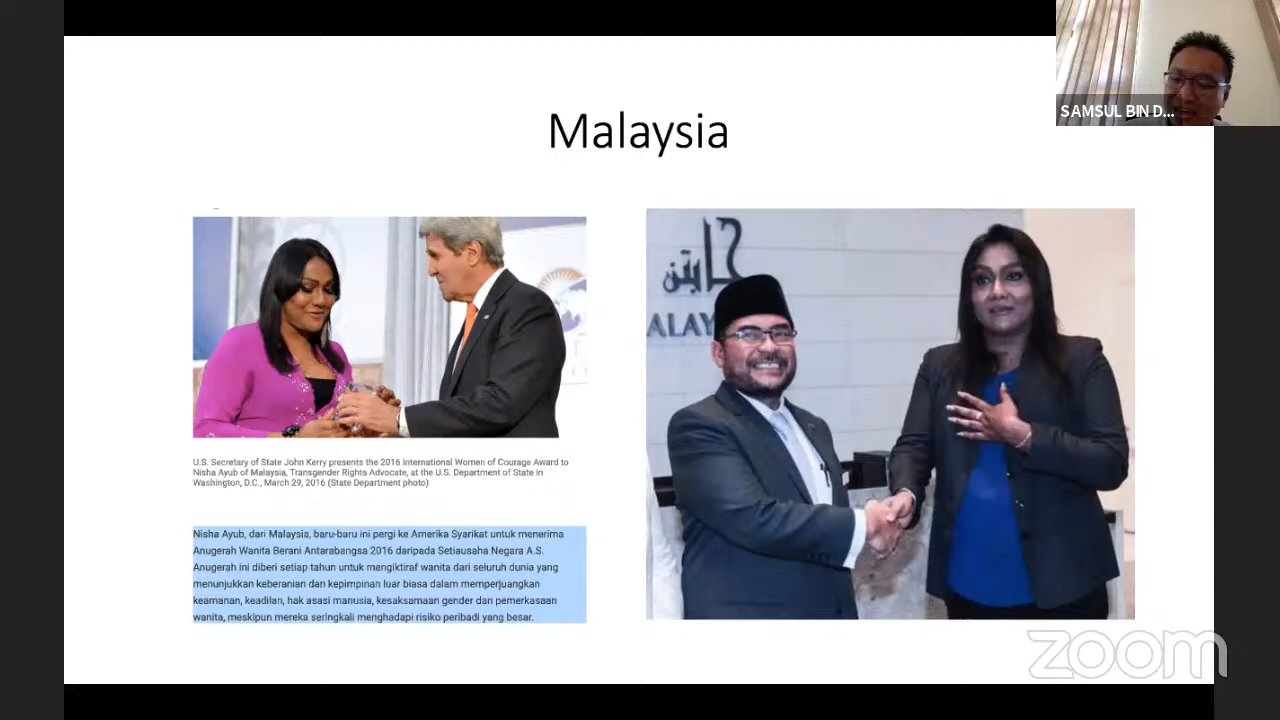 SAMSUL BIN D...
Malaysia
ALAY
U.S. Secretary of State John Kerry presents the 2016 International Women of Courage Award to
Nisha Ayub of Malaysia, Transgender Rights Advocate, at the U.S. Department of State in
Washington, D.C., March 29, 2016 (State Department photo)
Nisha Ayub, dari Malaysia, baru-baru ini pergi ke Amerika Syarikat untuk menerima
Anugerah Wanita Berani Antarabangsa 2016 daripada Setiausaha Negara A.S.
Anugerah ini diberi setiap tahun untuk mengiktiraf wanita dari seluruh dunia yang
menunjukkan keberanian dan kepimpinan luar biasa dalam memperjuangkan
keamanan, keadilan, hak asasi manusia, kesaksamaan gender dan pemerkasaan
wanita, meskipun mereka seringkali menghadapi risiko peribadi yang besar.
zoom